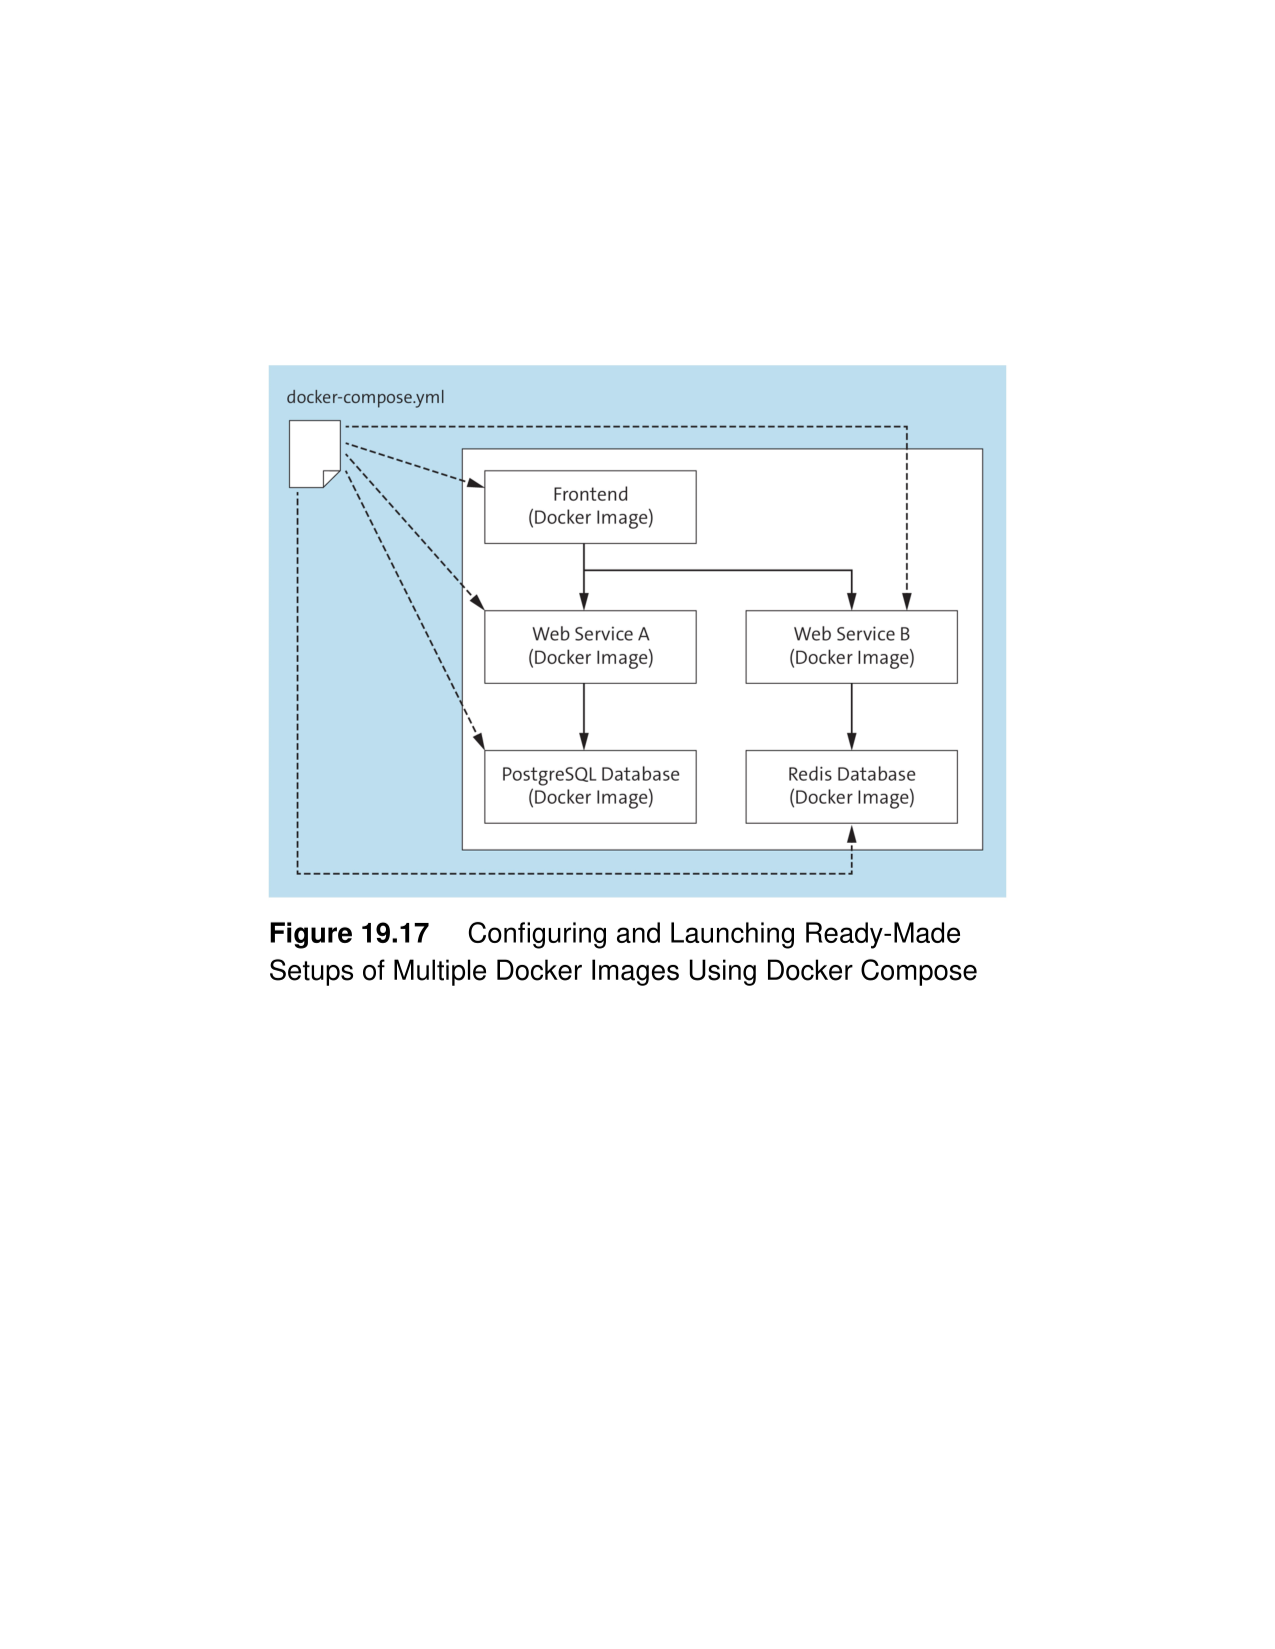 docker-compose.yml
Frontend
(Docker Image)
Web Service A
(Docker Image)
Web Service B
(Docker Image)
PostgreSQL Database
(Docker Image)
Redis Database
(Docker Image)
Figure 19.17 Configuring and Launching Ready-Made
Setups of Multiple Docker Images Using Docker Compose